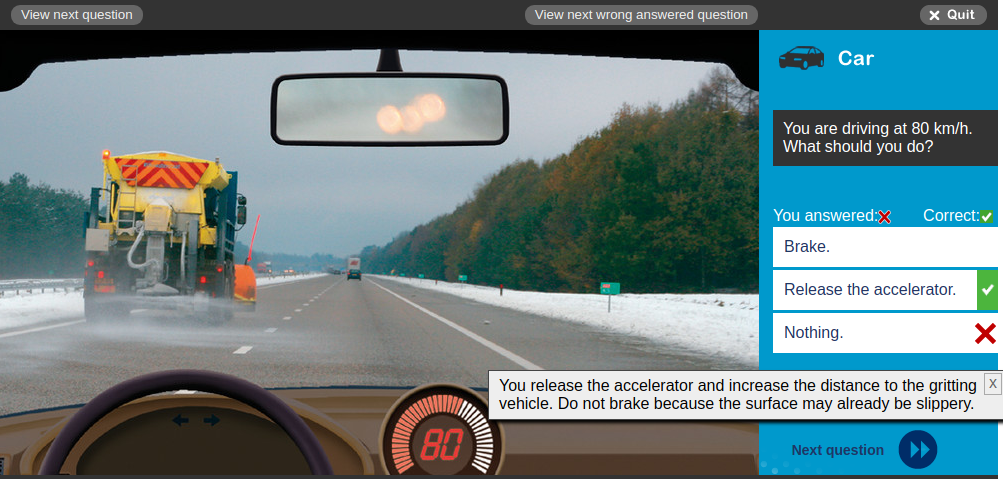 View next question
View next wrong answered question
Quit
Car
You are driving at 80 km/h.
What should you do?
You answered:
Correct:
Brake.
Release the accelerator.
Nothing.
You release the accelerator and increase the distance to the gritting
vehicle. Do not brake because the surface may already be slippery.
X
80
Next question